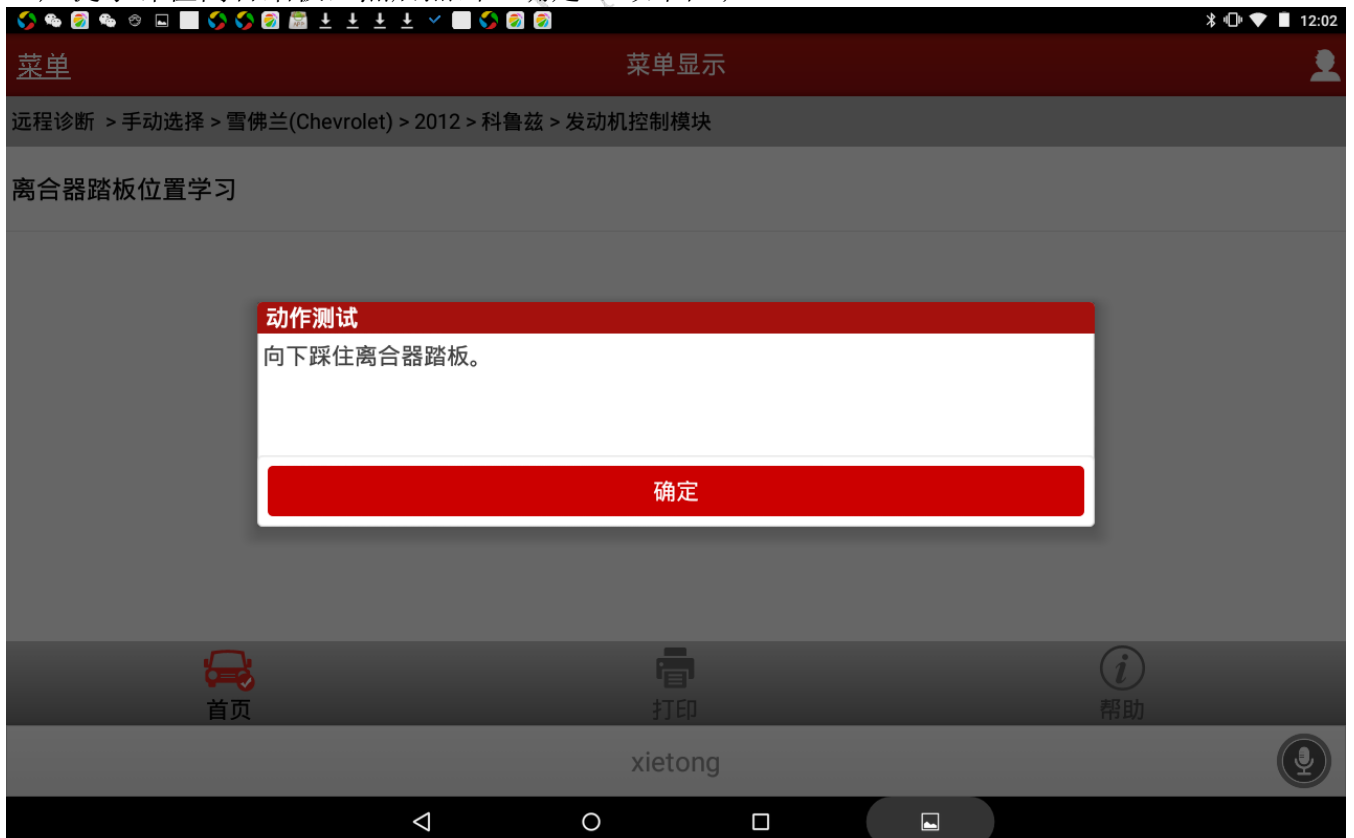 12:02
菜单
菜单显示
远程诊断 > 手动选择 > 雪佛兰(Chevrolet) > 2012 > 科鲁兹 > 发动机控制模块
离合器踏板位置学习
动作测试
向下踩住离合器踏板。
确定
首页
打印
帮助
xietong